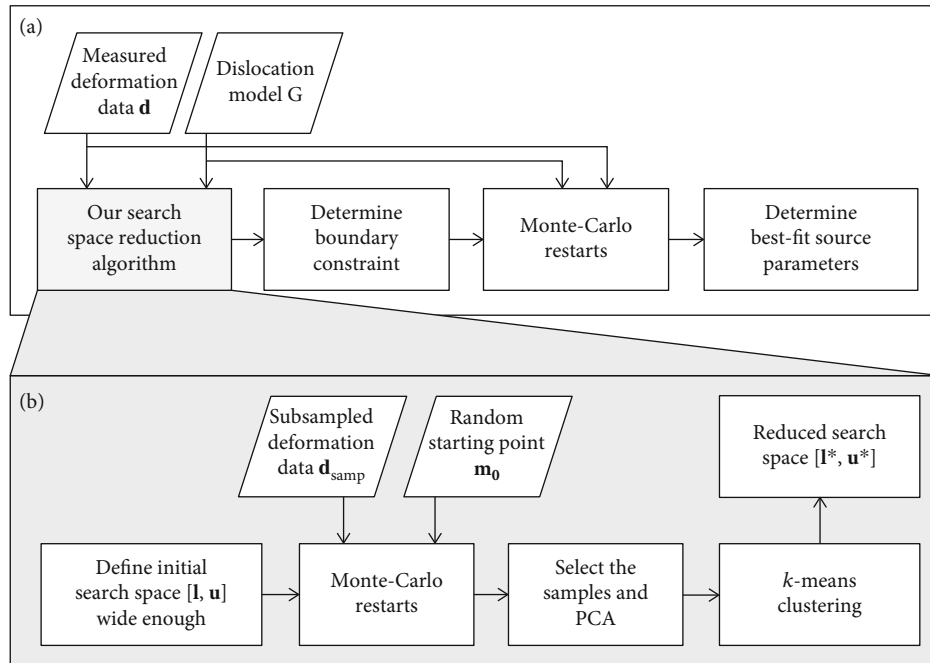 (a)
Measured
deformation
data d
Dislocation
model G
Our search
space reduction
algorithm
Determine
boundary
constraint
Monte-Carlo
restarts
Determine
best-fit source
parameters
(b)
Subsampled
deformation
data d_samp
Random
starting point
m_0
Reduced search
space [l*, u*]
Define initial
search space [l, u]
wide enough
Monte-Carlo
restarts
Select the
samples and
PCA
k-means
clustering